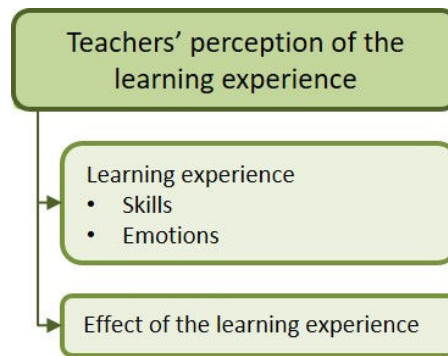 Teachers’ perception of the
learning experience
Learning experience
• Skills
• Emotions
Effect of the learning experience